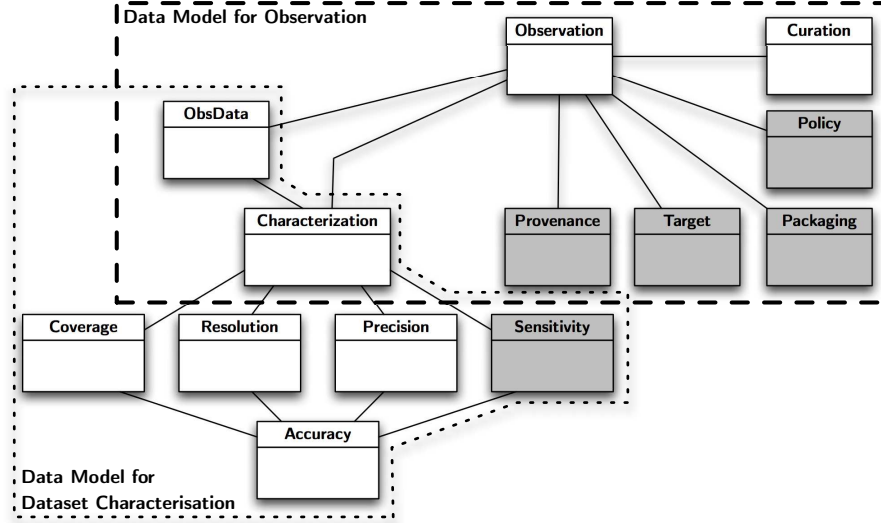 Data Model for Observation
Observation
Curation
ObsData
Policy
Characterization
Provenance
Target
Packaging
Coverage
Resolution
Precision
Sensitivity
Accuracy
Data Model for
Dataset Characterisation